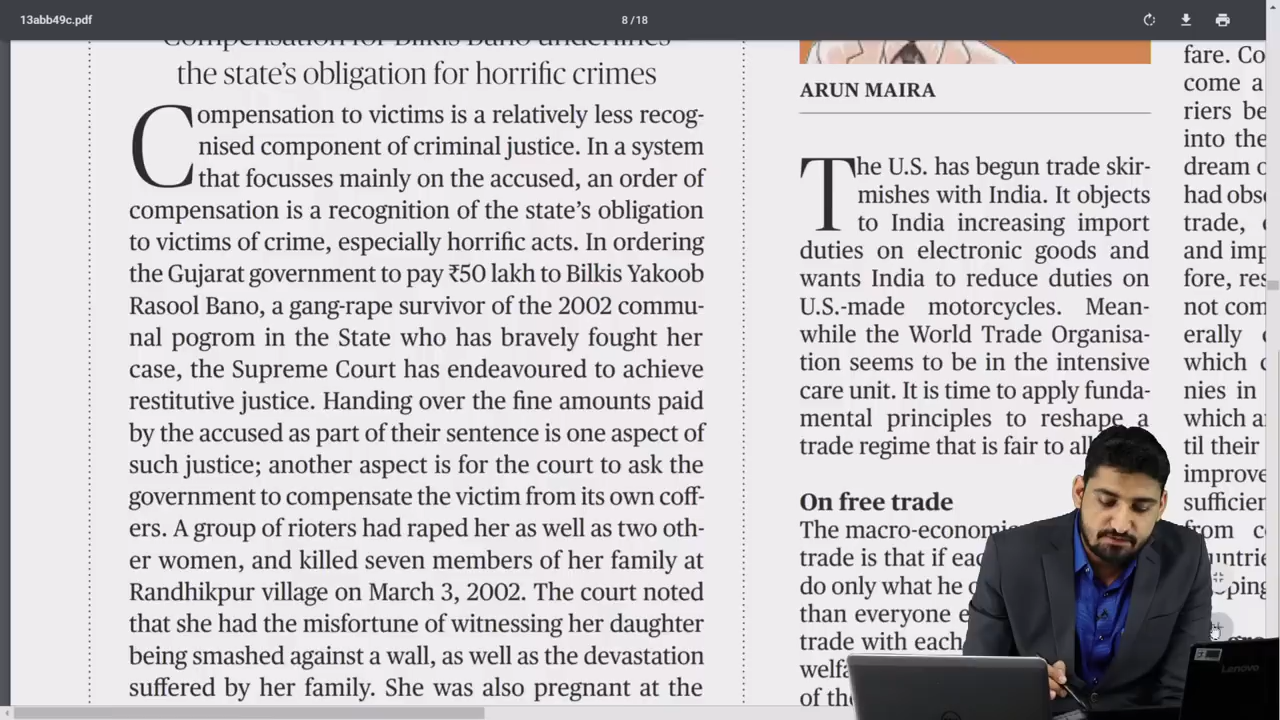 13abb49c.pdf
8 / 18
Compensation for Bilkis Bano underlines
the state's obligation for horrific crimes
Compensation to victims is a relatively less recog-
nised component of criminal justice. In a system
that focusses mainly on the accused, an order of
compensation is a recognition of the state's obligation
to victims of crime, especially horrific acts. In ordering
the Gujarat government to pay ₹50 lakh to Bilkis Yakoob
Rasool Bano, a gang-rape survivor of the 2002 commu-
nal pogrom in the State who has bravely fought her
case, the Supreme Court has endeavoured to achieve
restitutive justice. Handing over the fine amounts paid
by the accused as part of their sentence is one aspect of
such justice; another aspect is for the court to ask the
government to compensate the victim from its own coff-
ers. A group of rioters had raped her as well as two oth-
er women, and killed seven members of her family at
Randhikpur village on March 3, 2002. The court noted
that she had the misfortune of witnessing her daughter
being smashed against a wall, as well as the devastation
suffered by her family. She was also pregnant at the
ARUN MAIRA
The U.S. has begun trade skir-
mishes with India. It objects
to India increasing import
duties on electronic goods and
wants India to reduce duties on
U.S.-made motorcycles. Mean-
while the World Trade Organisa-
tion seems to be in the intensive
care unit. It is time to apply funda-
mental principles to reshape a
trade regime that is fair to all
On free trade
The macro-economic
trade is that if eac
do only what he
than everyone e
trade with each
welfa
of the
fare. Co
come a
riers be
into the
dream o
had obs
trade,
and imp
fore, res
not com
erally
which
nies in
which a
til their
improve
sufficien
from c
untrie
ping
Lenovo